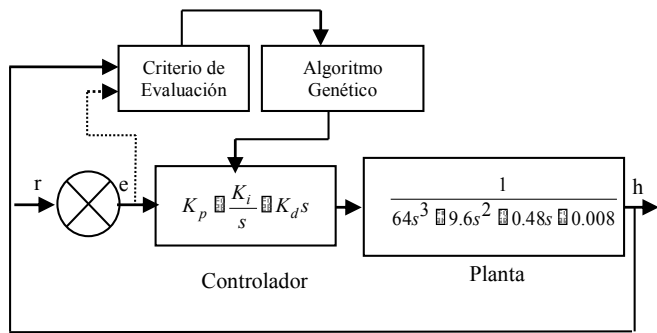 Criterio de
Evaluación
Algoritmo
Genético
r
e
K_p K_i/s K_d s
1
64s^3 9.6s^2 0.48s 0.008
h
Controlador
Planta